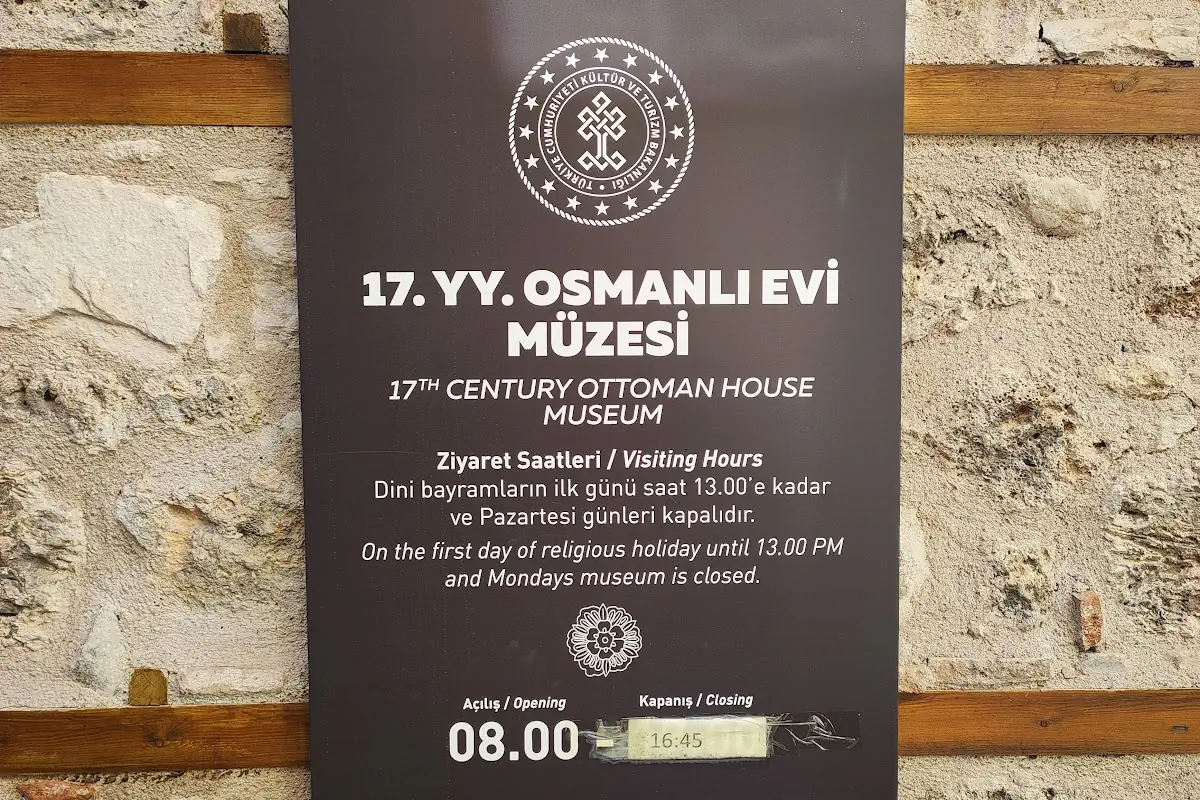 TÜRKİYE CUMHURİYETİ KÜLTÜR VE TURİZM BAKANLIĞI
17. YY. OSMANLI EVİ
MÜZESİ
17TH CENTURY OTTOMAN HOUSE
MUSEUM
Ziyaret Saatleri / Visiting Hours
Dini bayramların ilk günü saat 13.00'e kadar
ve Pazartesi günleri kapalıdır.
On the first day of religious holiday until 13.00 PM
and Mondays museum is closed.
Açılış / Opening Kapanış / Closing
08.00 - 16:45